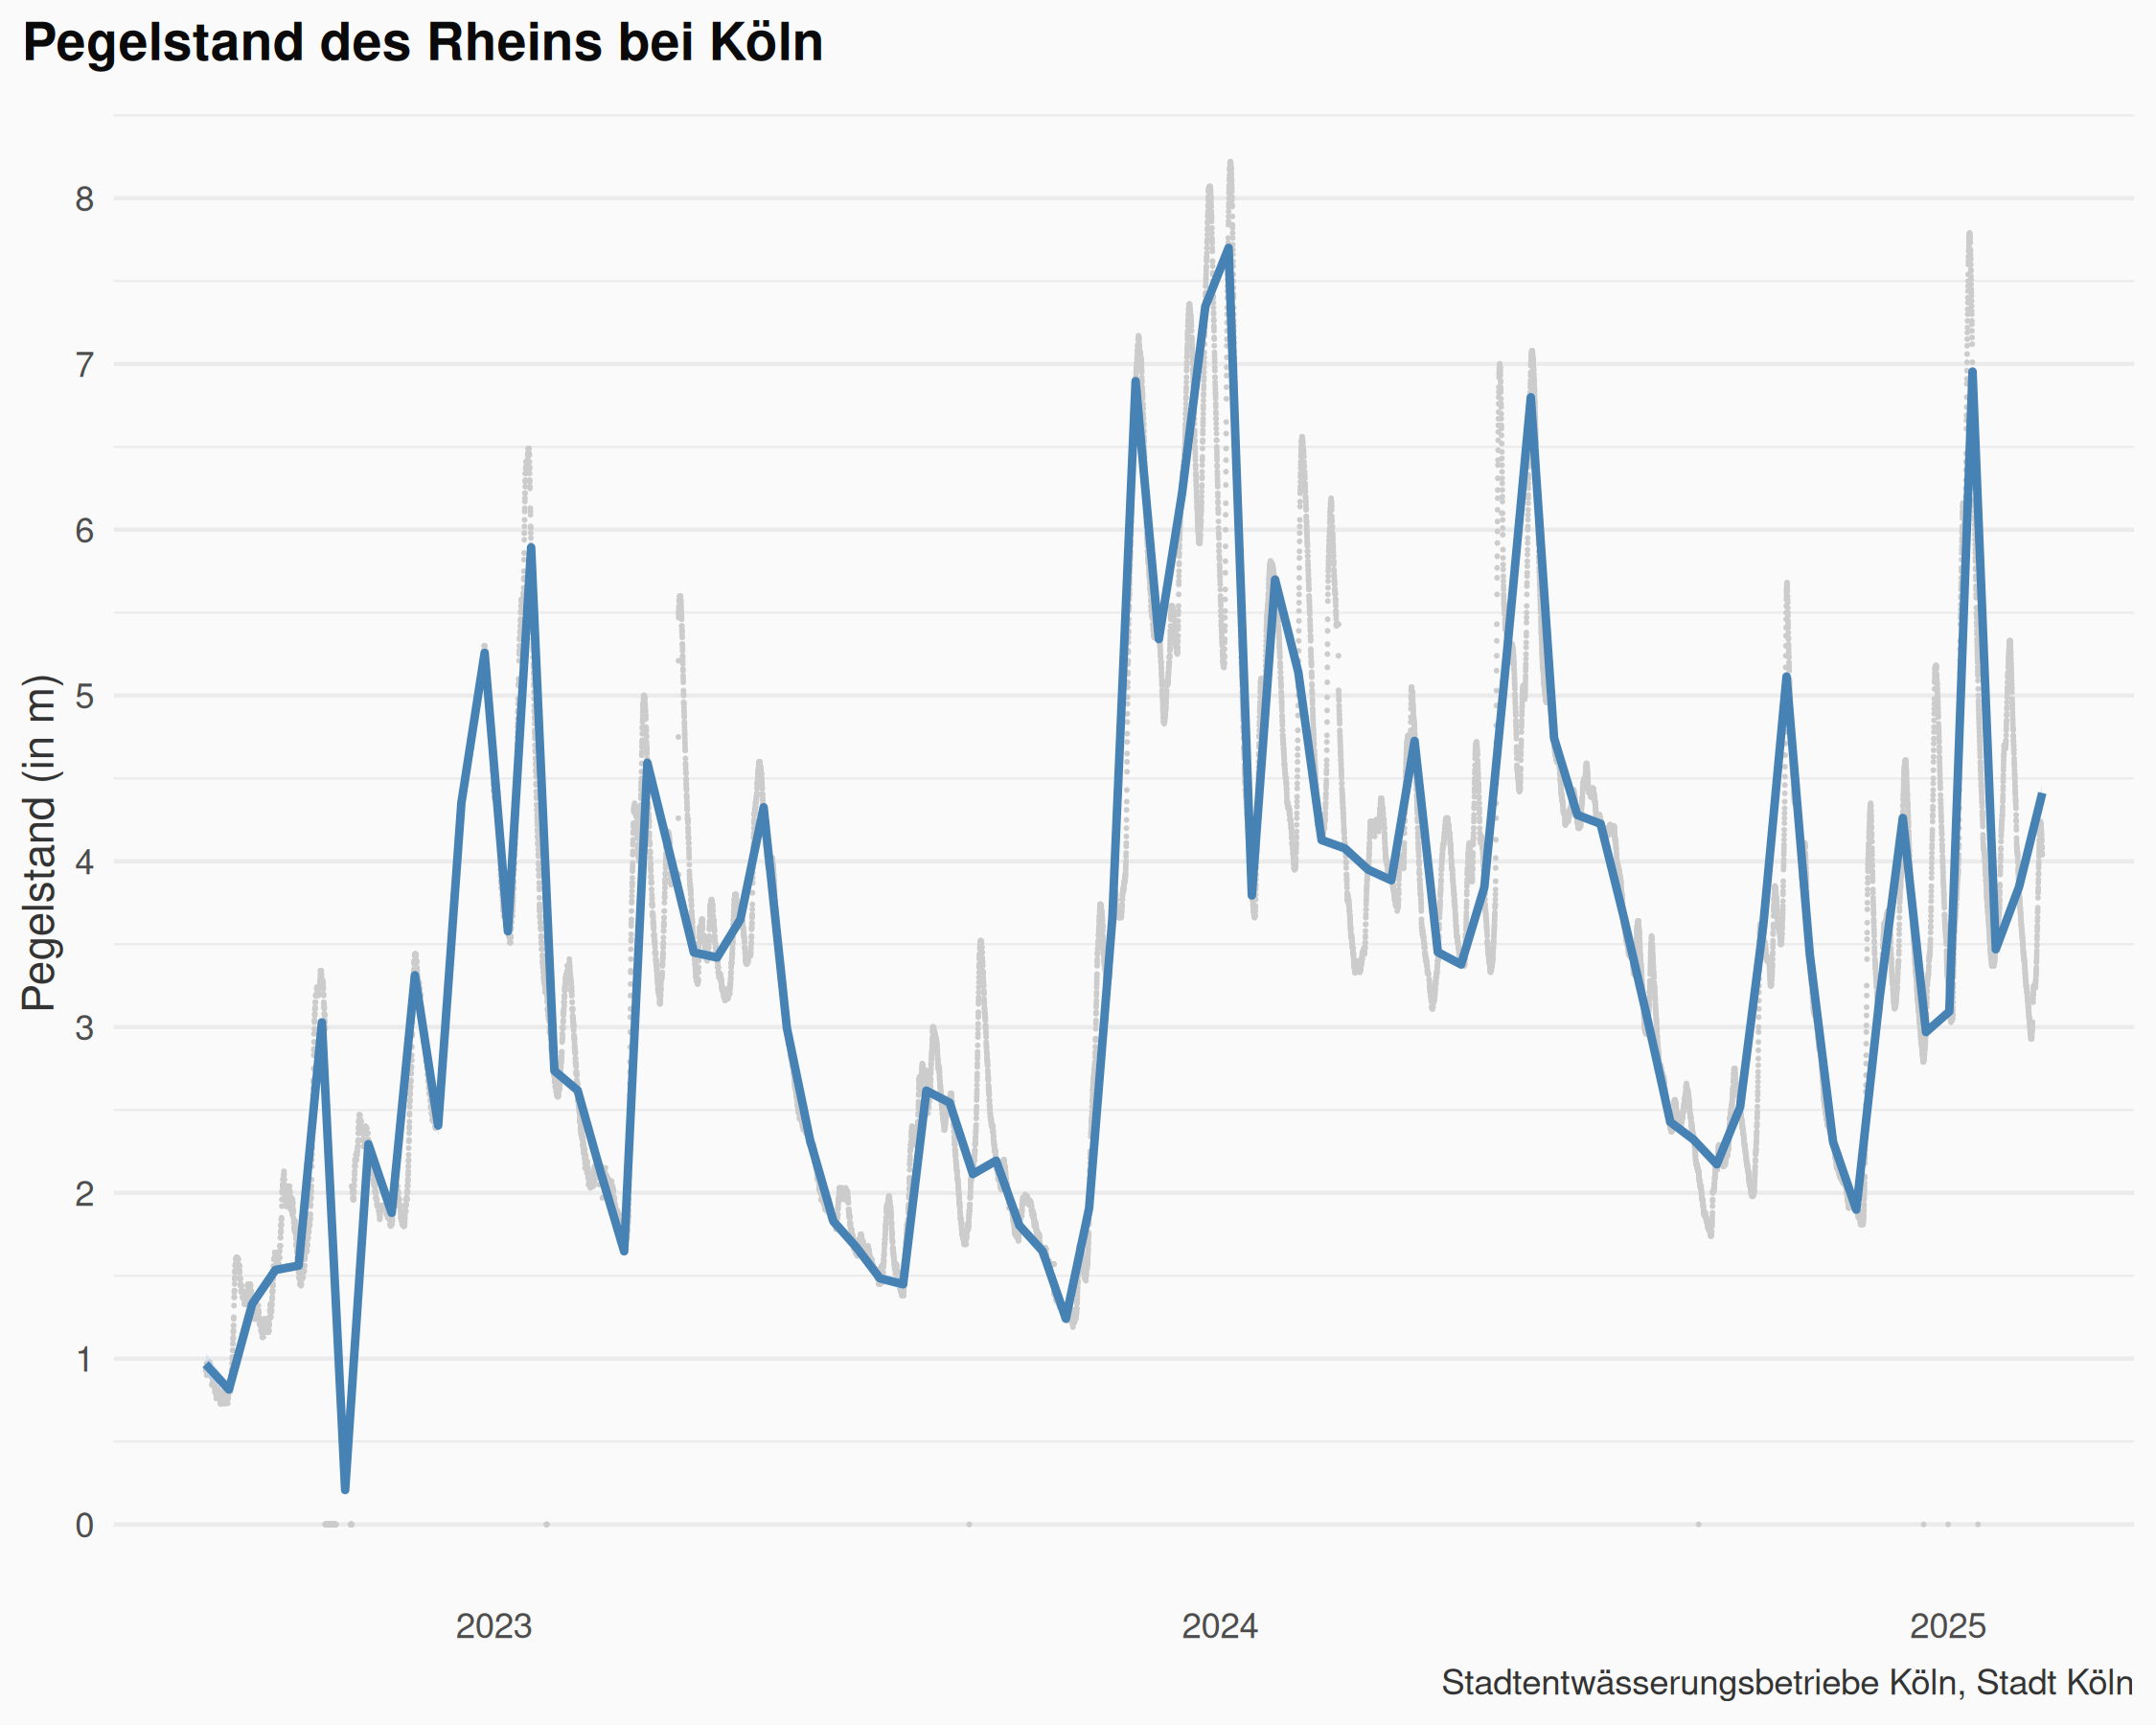 Pegelstand des Rheins bei Köln
Pegelstand (in m)
8
7
6
5
4
3
2
1
0
2023 2024 2025
Stadtentwässerungsbetriebe Köln, Stadt Köln